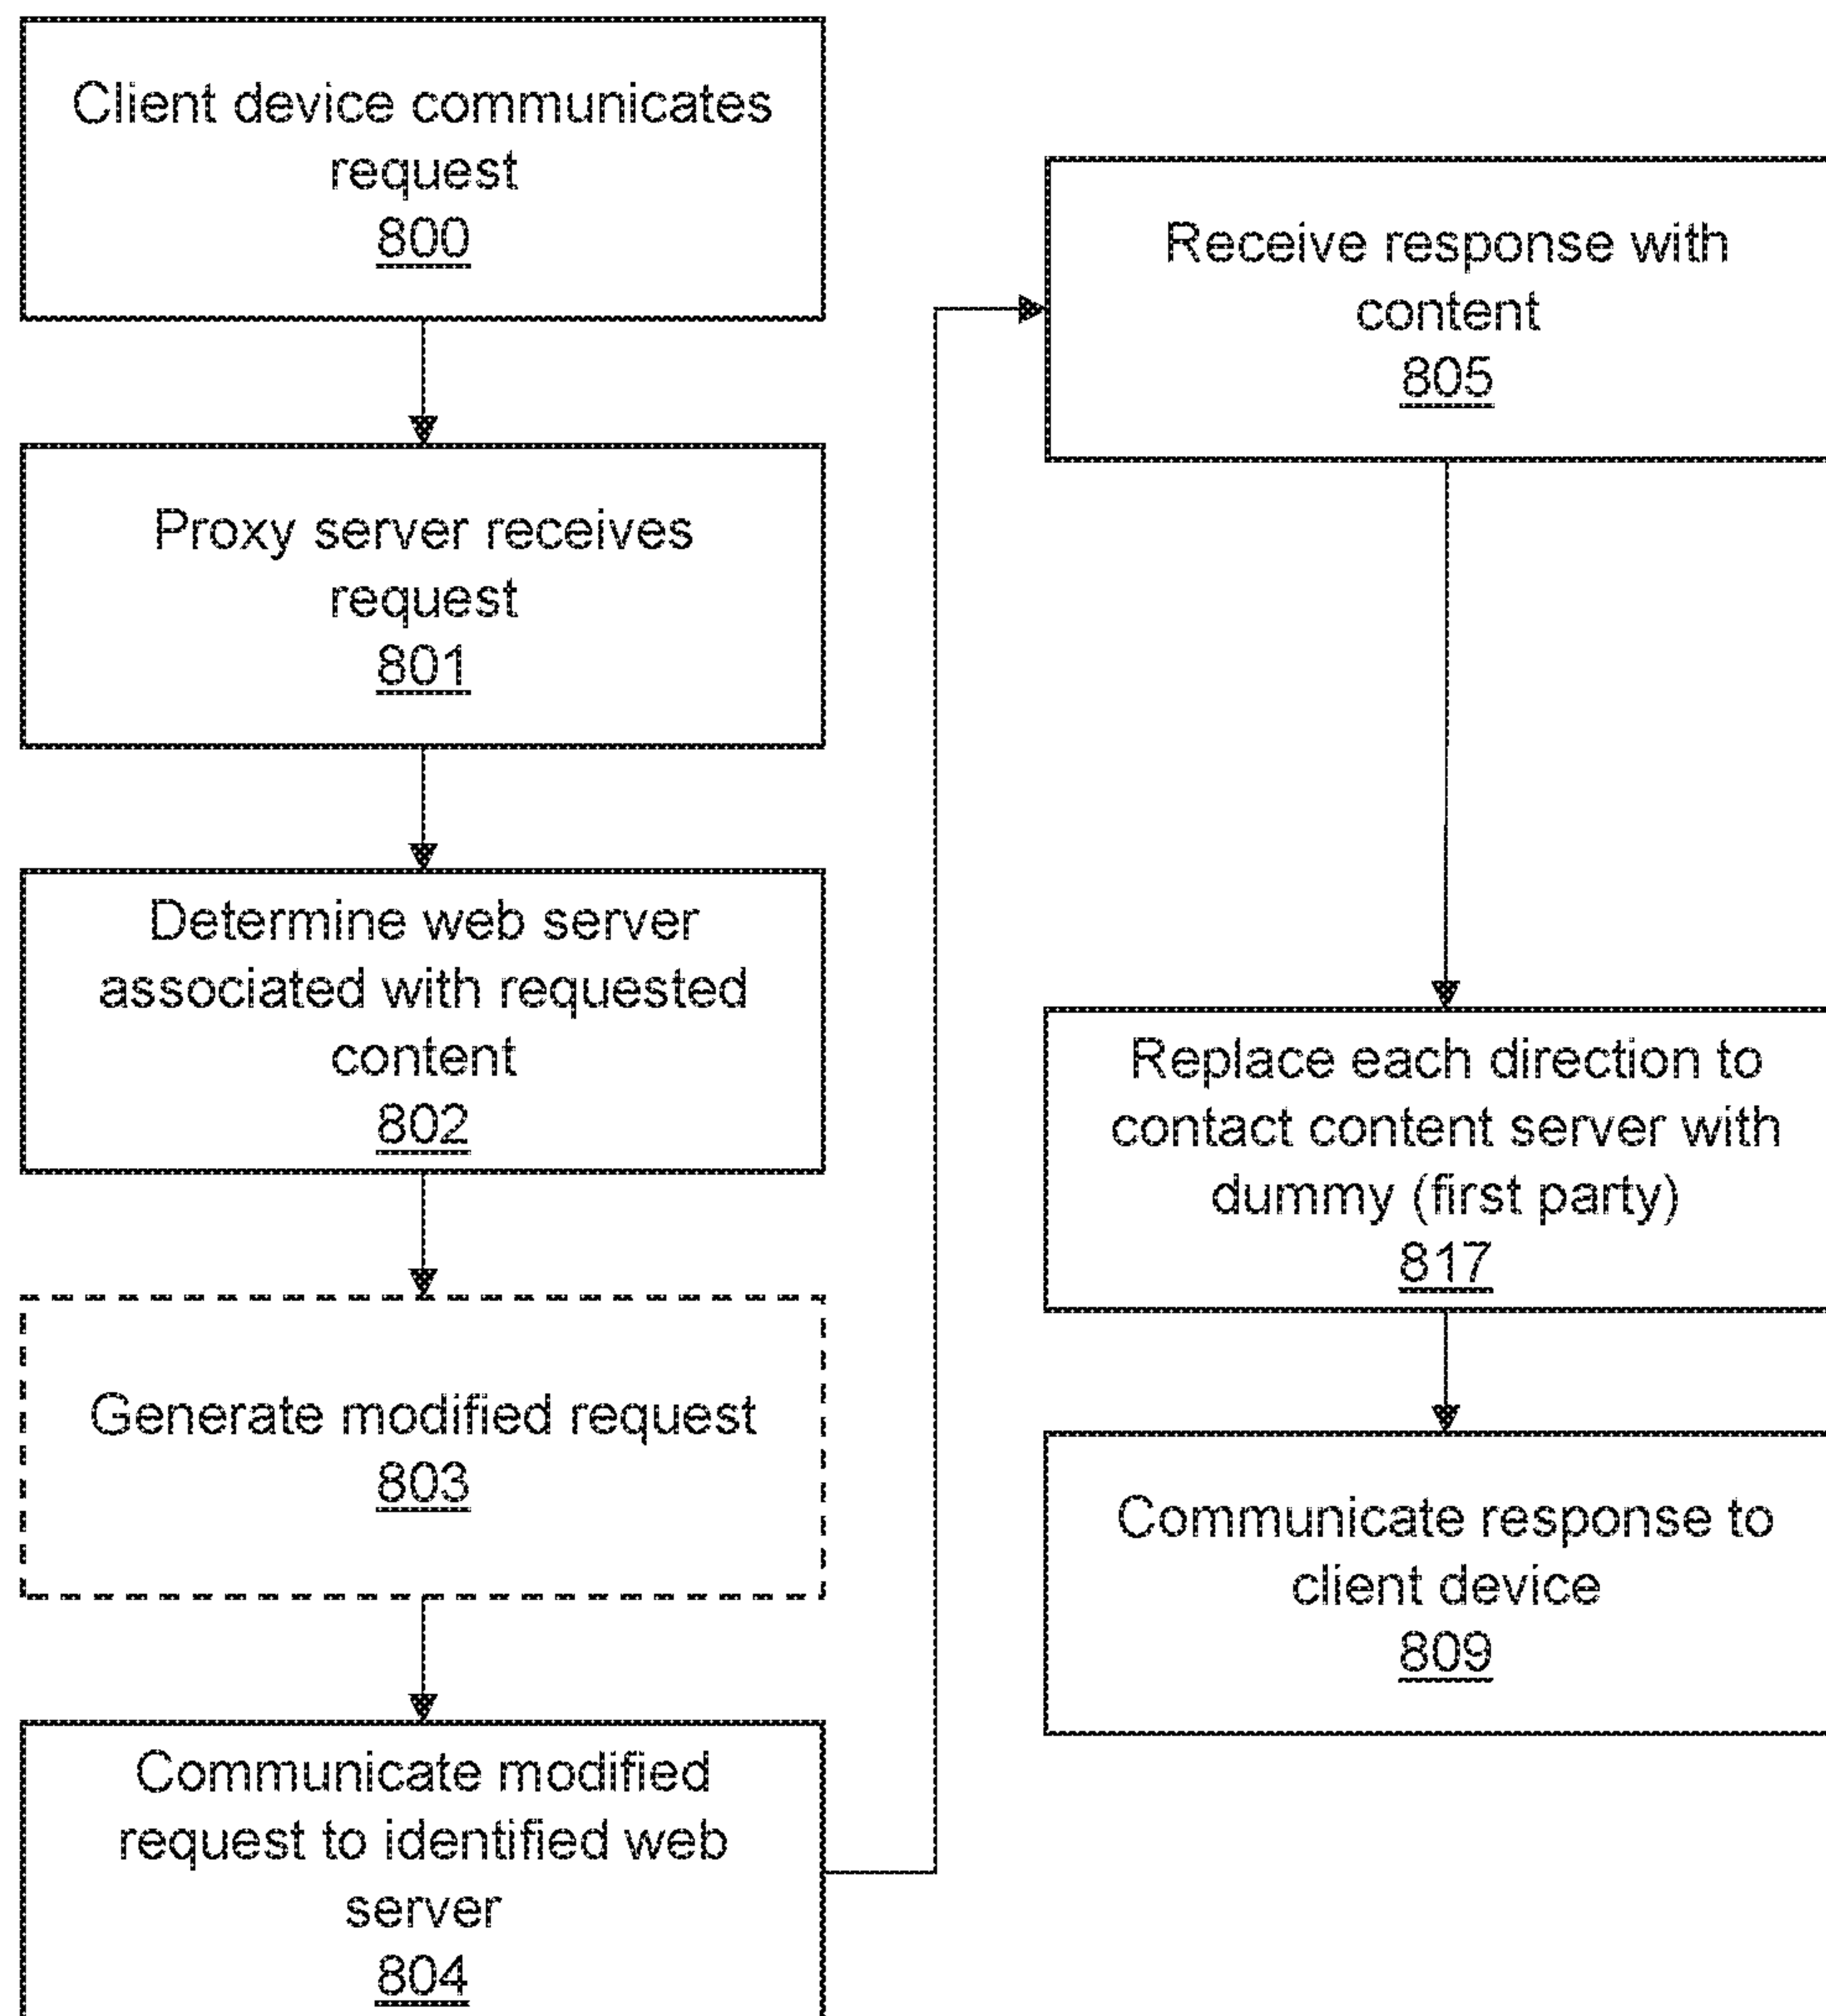 Client device communicates
request
800
Proxy server receives
request
801
Determine web server
associated with requested
content
802
Generate modified request
803
Communicate modified
request to identified web
server
804
Receive response with
content
805
Replace each direction to
contact content server with
dummy (first party)
817
Communicate response to
client device
809